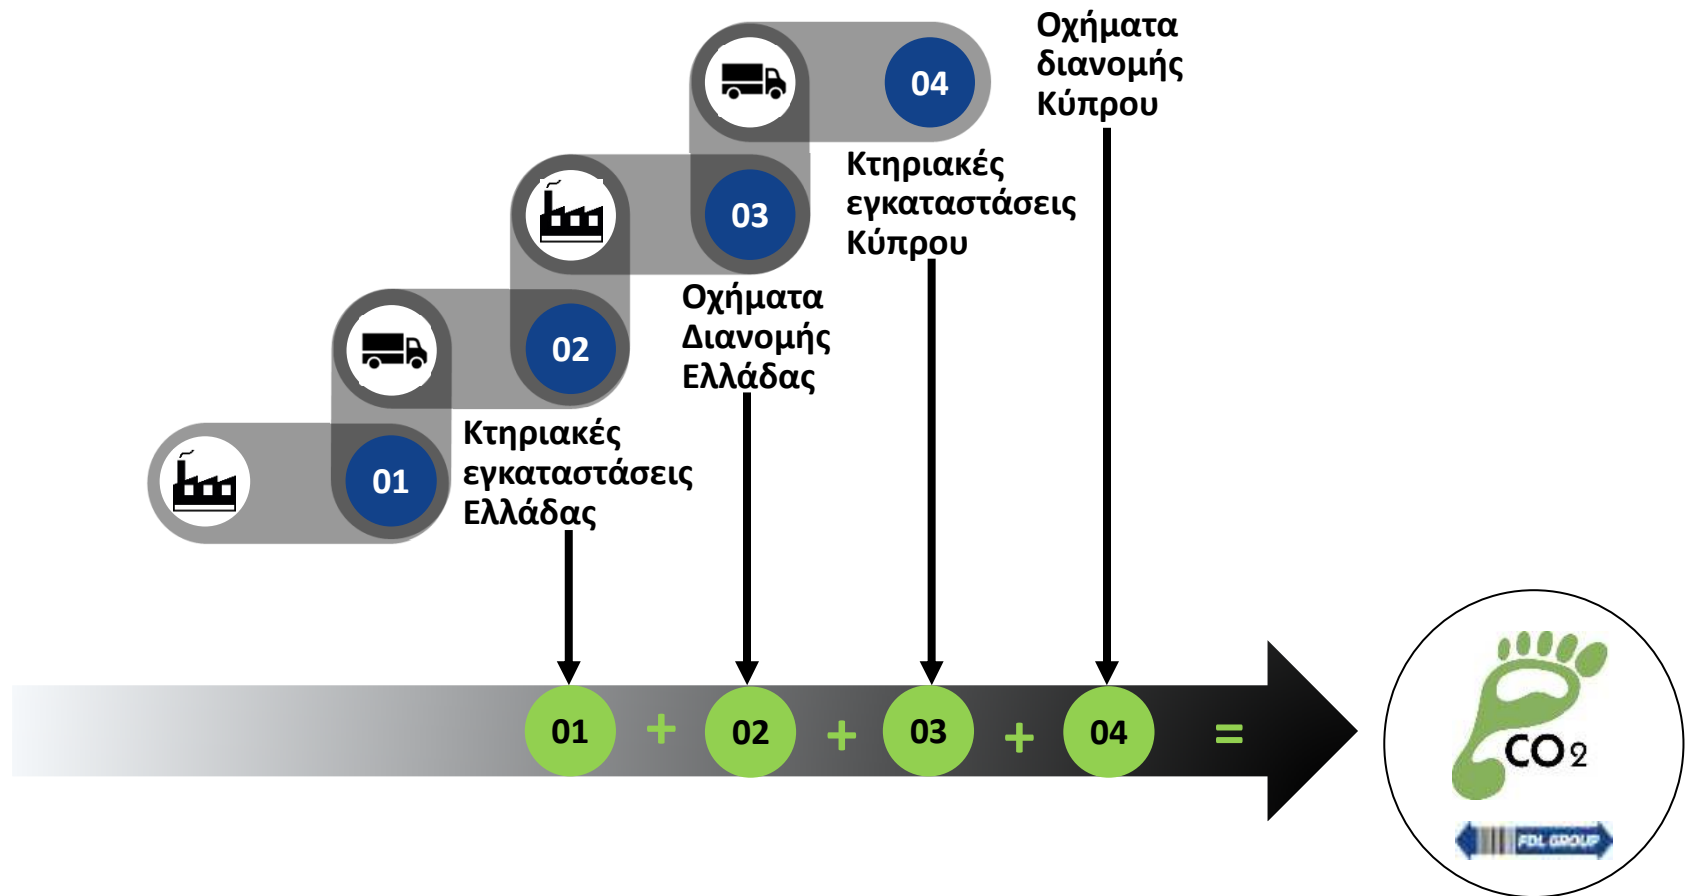 Οχήματα
διανομής
Κύπρου
04
Κτηριακές
εγκαταστάσεις
Κύπρου
03
Οχήματα
Διανομής
Ελλάδας
02
Κτηριακές
εγκαταστάσεις
Ελλάδας
01
01 + 02 + 03 + 04 =
CO2
FDL GROUP